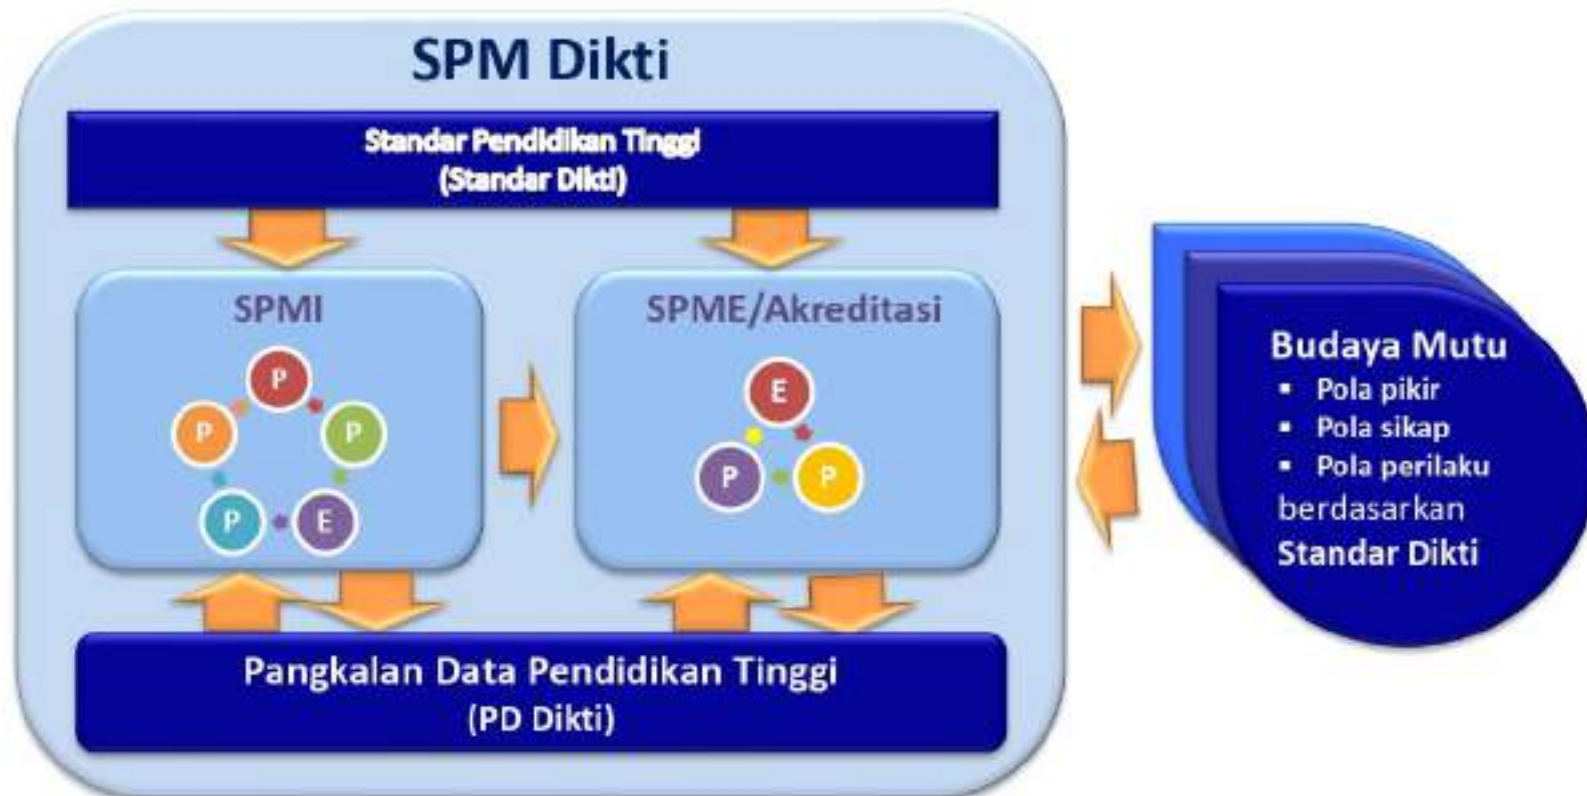 SPM Dikti
Standar Pendidikan Tinggi
(Standar Dikti)
SPMI
P
P
P
P
E
SPME/Akreditasi
E
P
P
Budaya Mutu
▪ Pola pikir
▪ Pola sikap
▪ Pola perilaku
berdasarkan
Standar Dikti
Pangkalan Data Pendidikan Tinggi
(PD Dikti)